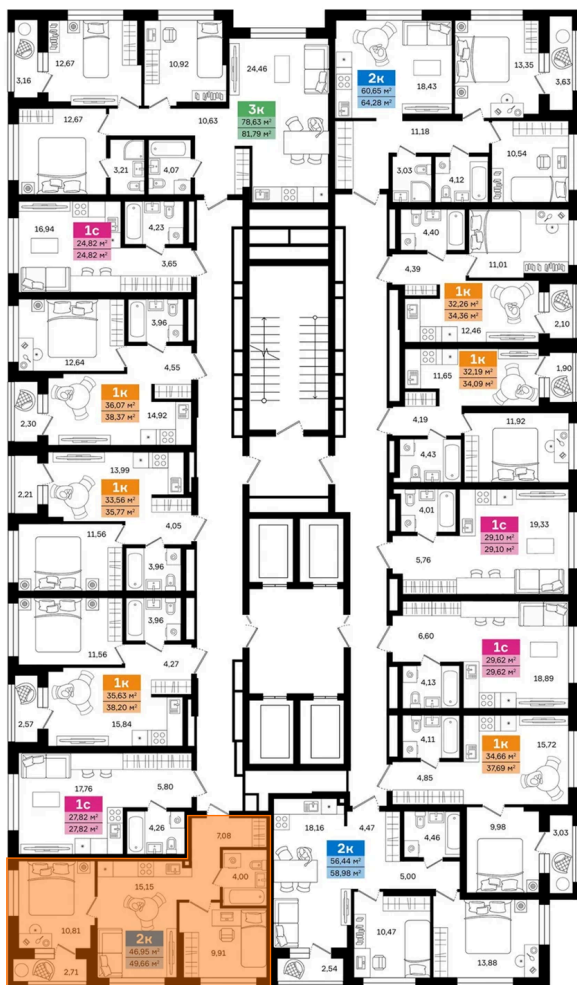 12,67
10,92
24,46
3,16
3к
78,63 м²
81,79 м²
12,67
10,63
3,21
4,07
2к
60,65 м²
64,28 м²
18,43
13,35
3,63
11,18
3,03
4,12
10,54
16,94
1с
24,82 м²
24,82 м²
4,23
3,65
4,40
4,39
11,01
1к
32,26 м²
34,36 м²
12,46
2,10
12,64
3,96
4,55
1к
36,07 м²
38,37 м²
14,92
2,30
11,65
1к
32,19 м²
34,09 м²
1,90
4,19
11,92
4,43
2,21
13,99
1к
33,56 м²
35,77 м²
4,05
11,56
3,96
4,01
1с
29,10 м²
29,10 м²
19,33
5,76
11,56
3,96
4,27
1к
35,63 м²
38,20 м²
2,57
15,84
6,60
1с
29,62 м²
29,62 м²
4,13
18,89
4,11
1к
34,66 м²
37,69 м²
15,72
4,85
17,76
5,80
1с
27,82 м²
27,82 м²
4,26
7,08
18,16
4,47
2к
56,44 м²
58,98 м²
4,46
9,98
3,03
5,00
15,15
4,00
10,81
2к
46,95 м²
49,66 м²
9,91
2,71
2,54
10,47
13,88